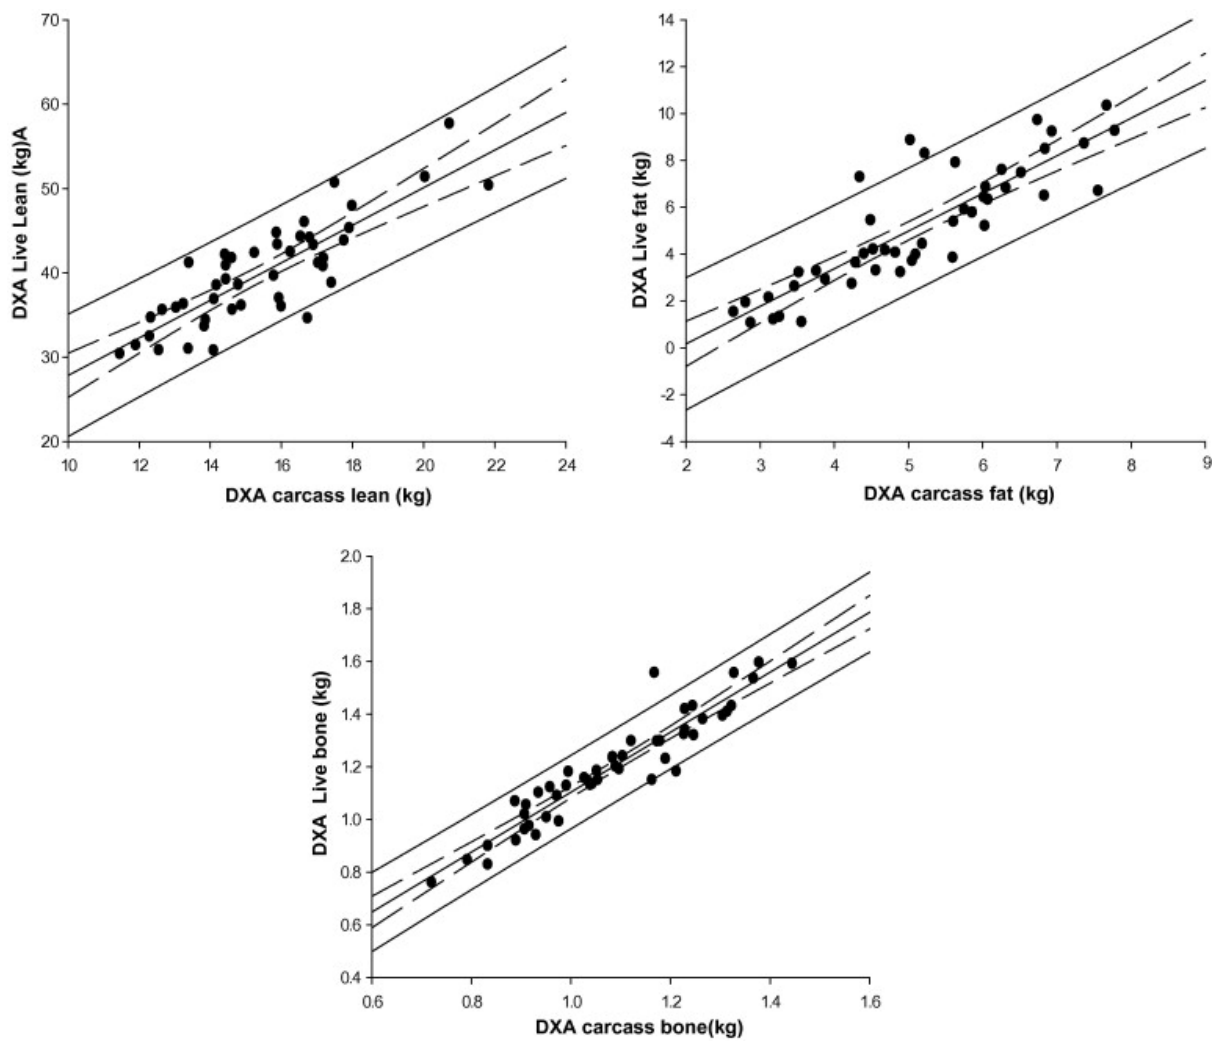 70
60
50
40
30
20
DXA Live Lean (kg)A
10 12 14 16 18 20 22 24
DXA carcass lean (kg)
14
12
10
8
6
4
2
0
-2
-4
DXA Live fat (kg)
2 3 4 5 6 7 8 9
DXA carcass fat (kg)
2.0
1.8
1.6
1.4
1.2
1.0
0.8
0.6
0.4
DXA Live bone (kg)
0.6 0.8 1.0 1.2 1.4 1.6
DXA carcass bone(kg)